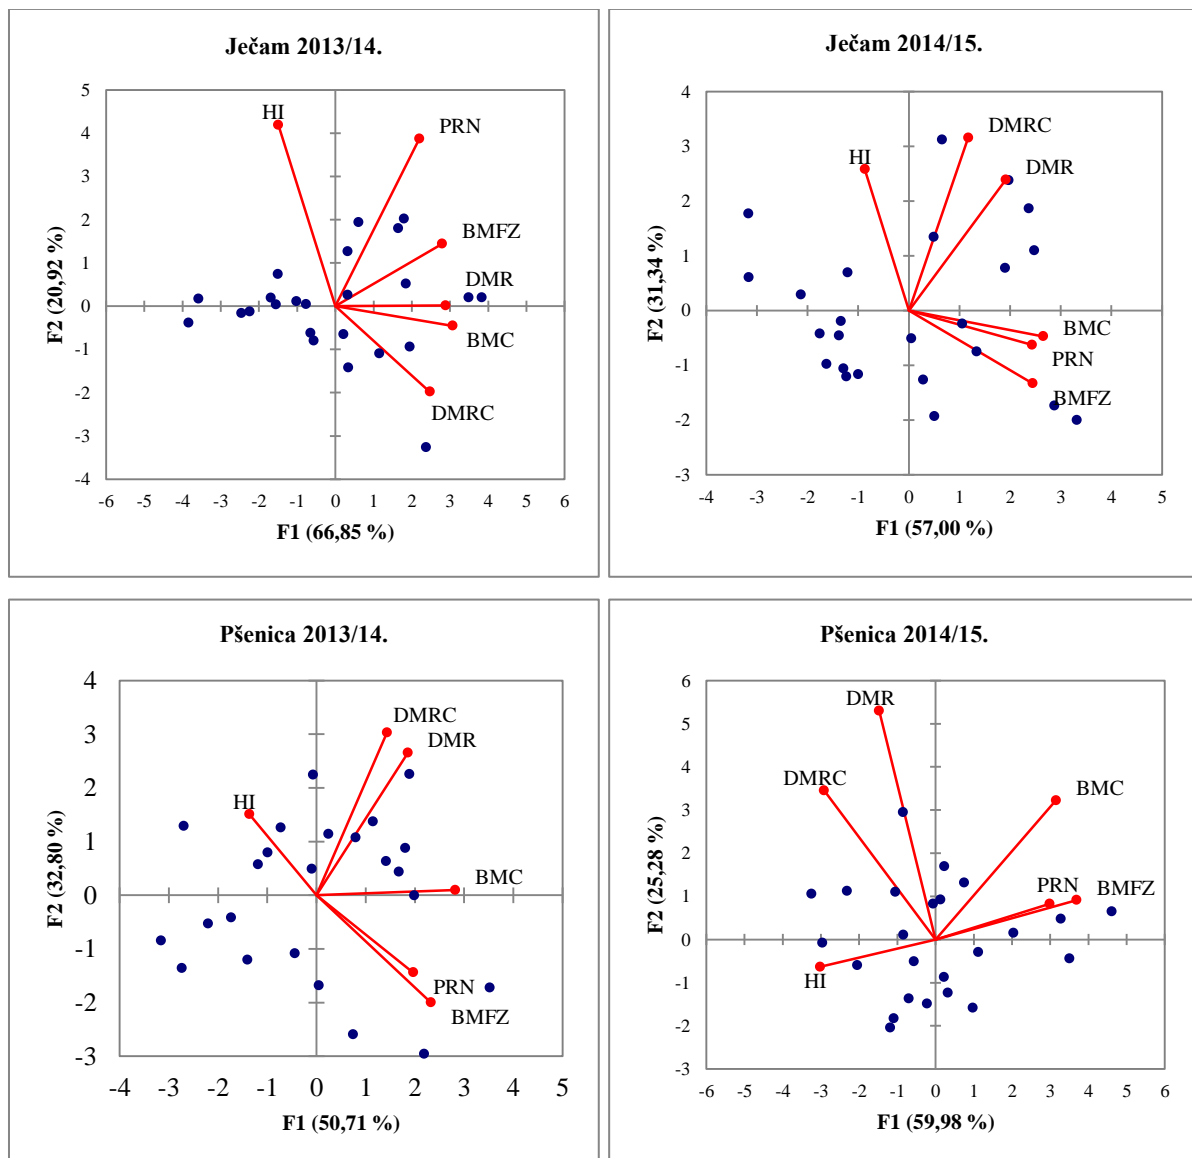 Ječam 2013/14.
5
4
3
2
1
0
-1
-2
-3
-4
F2 (20,92 %)
HI
PRN
BMFZ
DMR
BMC
DMRC
-6 -5 -4 -3 -2 -1 0 1 2 3 4 5 6
F1 (66,85 %)
Ječam 2014/15.
4
3
2
1
0
-1
-2
-3
F2 (31,34 %)
HI
DMRC
DMR
BMC
PRN
BMFZ
-4 -3 -2 -1 0 1 2 3 4 5
F1 (57,00 %)
Pšenica 2013/14.
4
3
2
1
0
-1
-2
-3
F2 (32,80 %)
DMRC
DMR
HI
BMC
PRN
BMFZ
-4 -3 -2 -1 0 1 2 3 4 5
F1 (50,71 %)
Pšenica 2014/15.
6
5
4
3
2
1
0
-1
-2
-3
F2 (25,28 %)
DMR
DMRC
BMC
PRN
BMFZ
HI
-6 -5 -4 -3 -2 -1 0 1 2 3 4 5 6
F1 (59,98 %)